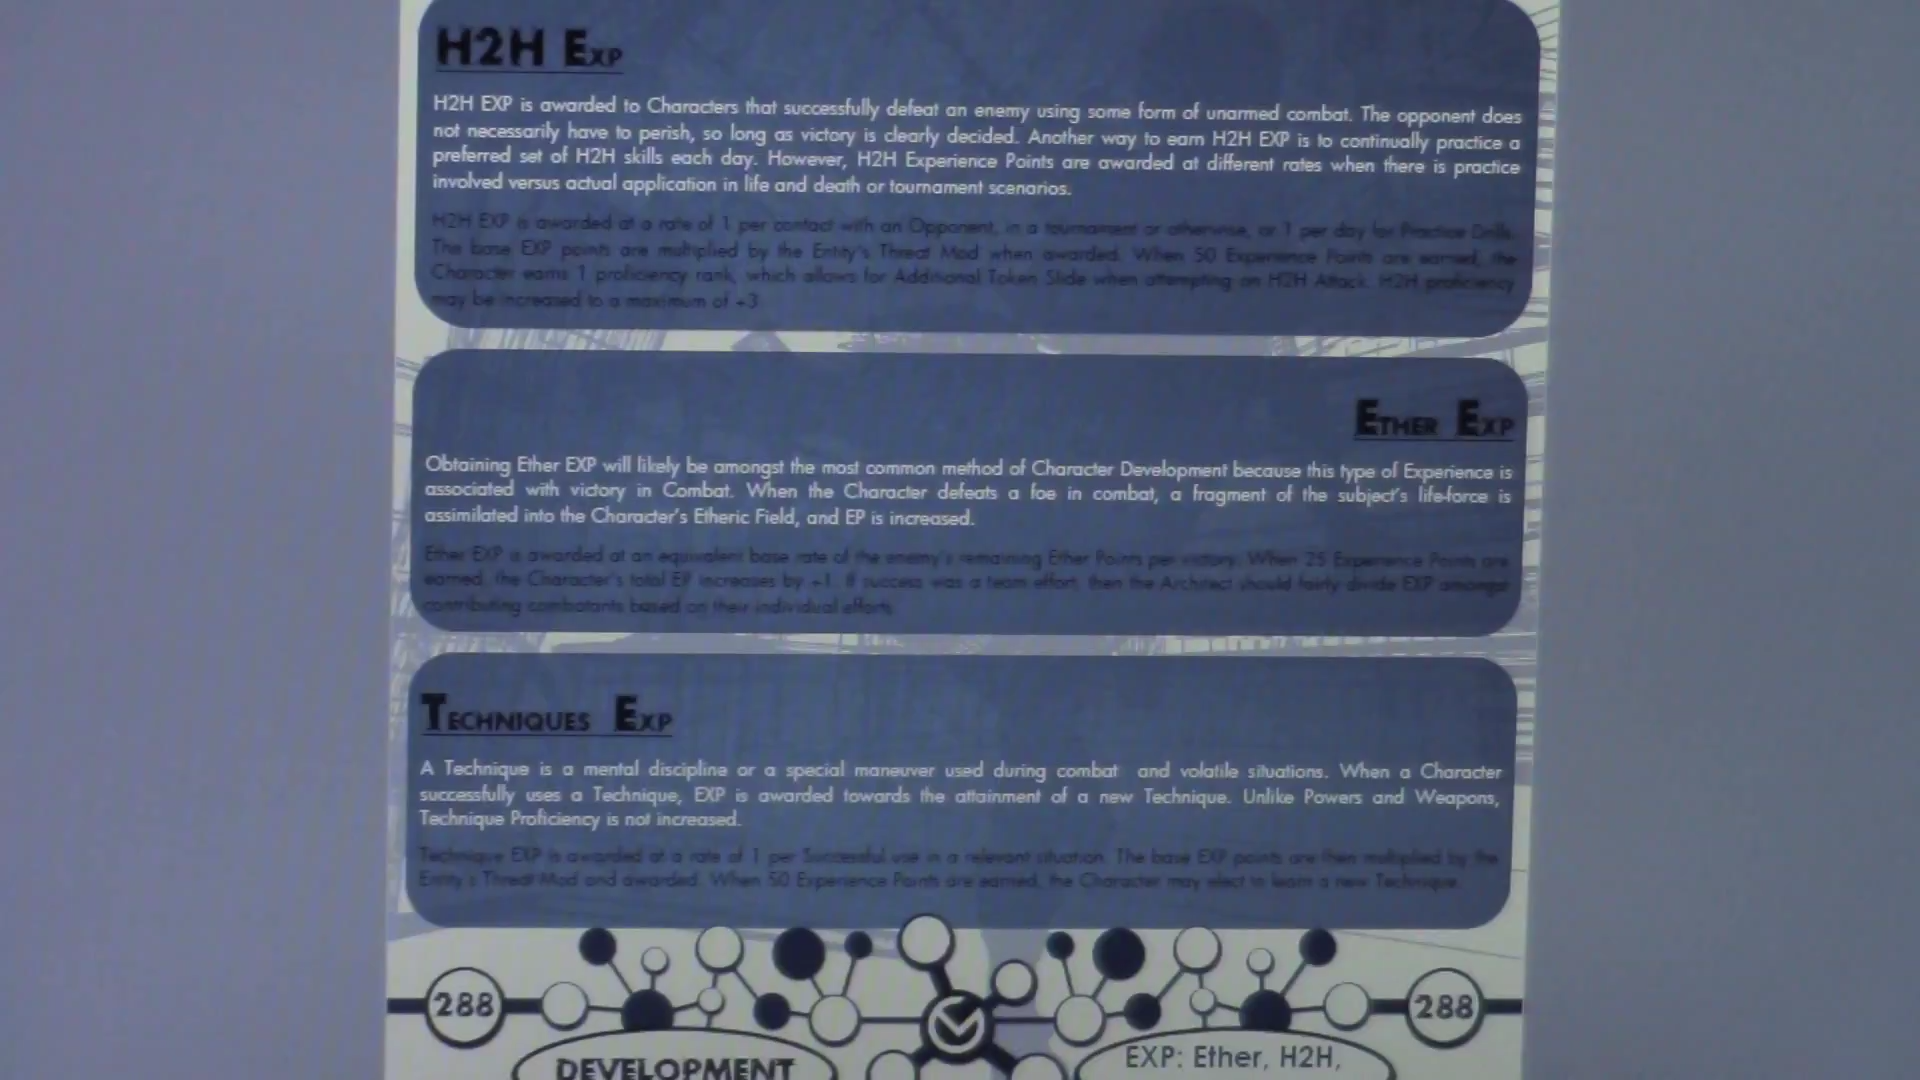 H2H Exp
H2H EXP is awarded to Characters that successfully defeat an enemy using some form of unarmed combat. The opponent does
not necessarily have to perish, so long as victory is clearly decided. Another way to earn H2H EXP is to continually practice a
preferred set of H2H skills each day. However, H2H Experience Points are awarded at different rates when there is practice
involved versus actual application in life and death or tournament scenarios.
H2H EXP is awarded at a rate of 1 per contact with an Opponent, in a tournament or otherwise, or 1 per day for Practice Drills.
The base EXP points are multiplied by the Entity's Threat Mod when awarded. When 50 Experience Points are earned, the
Character earns 1 proficiency rank, which allows for Additional Token Slide when attempting an H2H Attack. H2H proficiency
may be increased to a maximum of +3
Ether Exp
Obtaining Ether EXP will likely be amongst the most common method of Character Development because this type of Experience is
associated with victory in Combat. When the Character defeats a foe in combat, a fragment of the subject's life-force is
assimilated into the Character's Etheric Field, and EP is increased.
Ether EXP is awarded at an equivalent base rate of the enemy's remaining Ether Points per victory. When 25 Experience Points are
earned, the Character's total EP increases by +1. If success was a team effort, then the Architect should fairly divide EXP amongst
contributing combatants based on their individual efforts.
Techniques Exp
A Technique is a mental discipline or a special maneuver used during combat and volatile situations. When a Character
successfully uses a Technique, EXP is awarded towards the attainment of a new Technique. Unlike Powers and Weapons,
Technique Proficiency is not increased.
Technique EXP is awarded at a rate of 1 per Successful use in a relevant situation. The base EXP points are then multiplied by the
Entity's Threat Mod and awarded. When 50 Experience Points are earned, the Character may elect to learn a new Technique.
288
288
DEVELOPMENT
EXP: Ether, H2H,